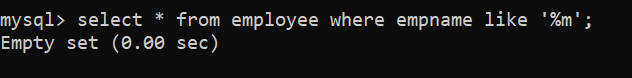 mysql> select * from employee where empname like '%m';
Empty set (0.00 sec)